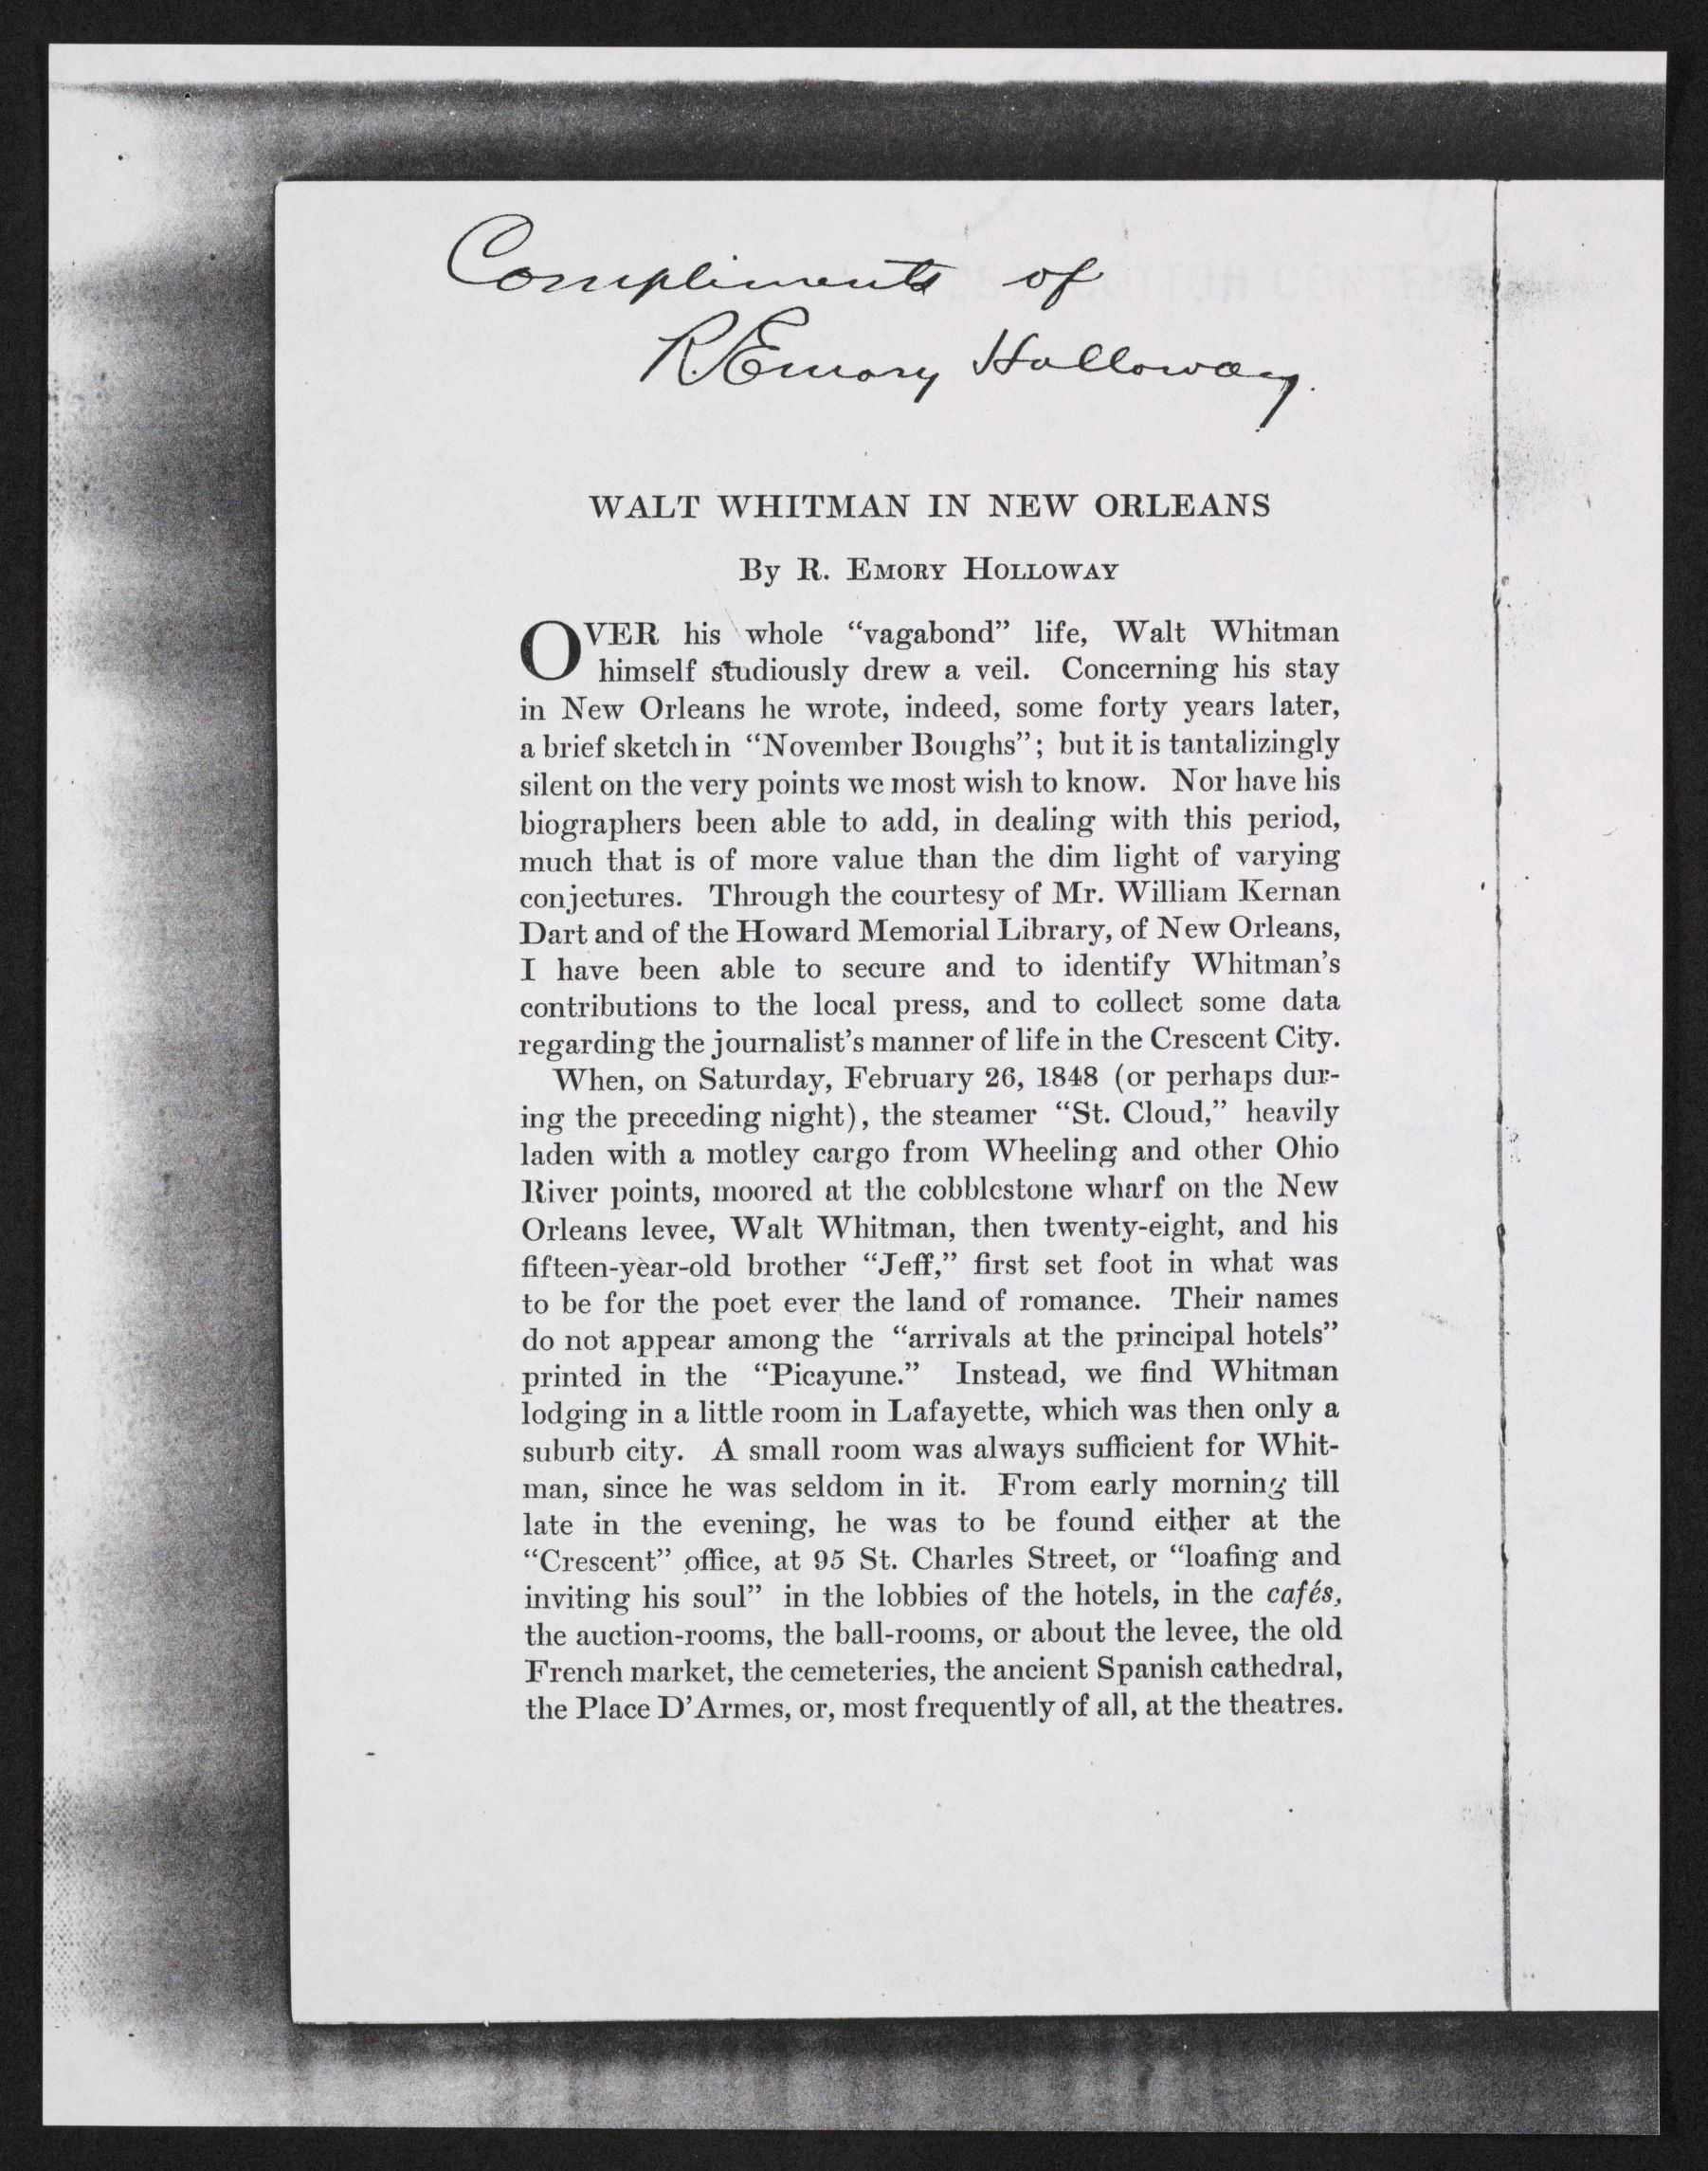 Compliments of
R. Emory Holloway.
WALT WHITMAN IN NEW ORLEANS
By R. EMORY HOLLOWAY
OVER his whole “vagabond” life, Walt Whitman
himself studiously drew a veil. Concerning his stay
in New Orleans he wrote, indeed, some forty years later,
a brief sketch in “November Boughs”; but it is tantalizingly
silent on the very points we most wish to know. Nor have his
biographers been able to add, in dealing with this period,
much that is of more value than the dim light of varying
conjectures. Through the courtesy of Mr. William Kernan
Dart and of the Howard Memorial Library, of New Orleans,
I have been able to secure and to identify Whitman’s
contributions to the local press, and to collect some data
regarding the journalist’s manner of life in the Crescent City.
When, on Saturday, February 26, 1848 (or perhaps dur-
ing the preceding night), the steamer “St. Cloud,” heavily
laden with a motley cargo from Wheeling and other Ohio
River points, moored at the cobblestone wharf on the New
Orleans levee, Walt Whitman, then twenty-eight, and his
fifteen-year-old brother “Jeff,” first set foot in what was
to be for the poet ever the land of romance. Their names
do not appear among the “arrivals at the principal hotels”
printed in the “Picayune.” Instead, we find Whitman
lodging in a little room in Lafayette, which was then only a
suburb city. A small room was always sufficient for Whit-
man, since he was seldom in it. From early morning till
late in the evening, he was to be found either at the
“Crescent” office, at 95 St. Charles Street, or “loafing and
inviting his soul” in the lobbies of the hotels, in the cafés,
the auction-rooms, the ball-rooms, or about the levee, the old
French market, the cemeteries, the ancient Spanish cathedral,
the Place D’Armes, or, most frequently of all, at the theatres.